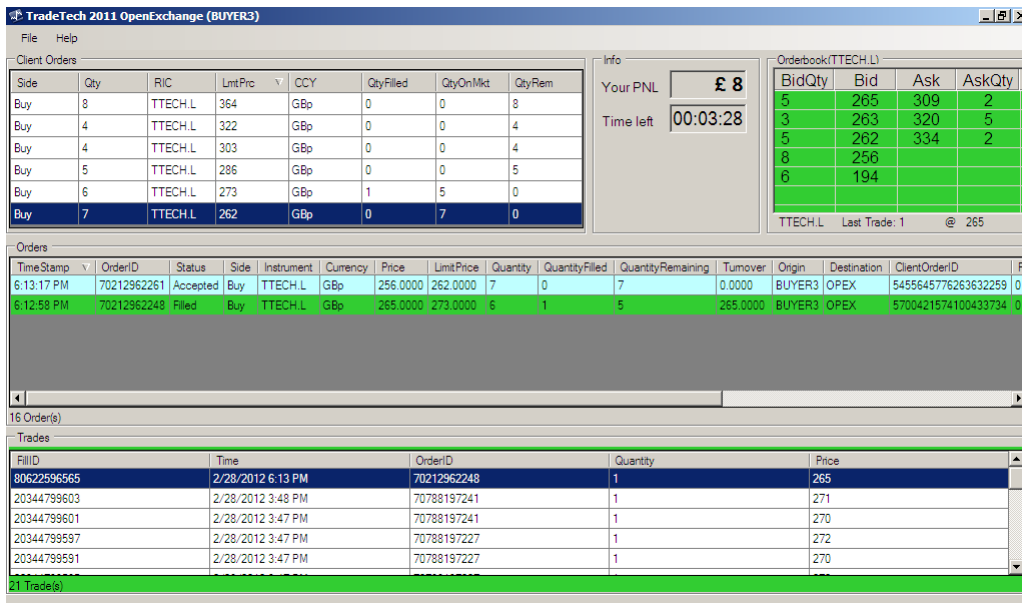 TradeTech 2011 OpenExchange (BUYER3)
File Help
Client Orders
Side Qty RIC LmtPrc CCY QtyFilled QtyOnMkt QtyRem
Buy 8 TTECH.L 364 GBp 0 0 8
Buy 4 TTECH.L 322 GBp 0 0 4
Buy 4 TTECH.L 303 GBp 0 0 4
Buy 5 TTECH.L 286 GBp 0 0 5
Buy 6 TTECH.L 273 GBp 1 5 0
Buy 7 TTECH.L 262 GBp 0 7 0
Info
Your PNL £ 8
Time left 00:03:28
Orderbook(TTECH.L)
BidQty Bid Ask AskQty
5 265 309 2
3 263 320 5
5 262 334 2
8 256
6 194
TTECH.L Last Trade: 1 @ 265
Orders
TimeStamp OrderID Status Side Instrument Currency Price LimitPrice Quantity QuantityFilled QuantityRemaining Turnover Origin Destination ClientOrderID
6:13:17 PM 70212962261 Accepted Buy TTECH.L GBp 256.0000 262.0000 7 0 7 0.0000 BUYER3 OPEX 5455645776263632259 0
6:12:58 PM 70212962248 Filled Buy TTECH.L GBp 265.0000 273.0000 6 1 5 265.0000 BUYER3 OPEX 5700421574100433734 0
16 Order(s)
Trades
FillID Time OrderID Quantity Price
80622596565 2/28/2012 6:13 PM 70212962248 1 265
20344799603 2/28/2012 3:48 PM 70788197241 1 271
20344799601 2/28/2012 3:47 PM 70788197241 1 270
20344799597 2/28/2012 3:47 PM 70788197227 1 272
20344799591 2/28/2012 3:47 PM 70788197227 1 270
21 Trade(s)